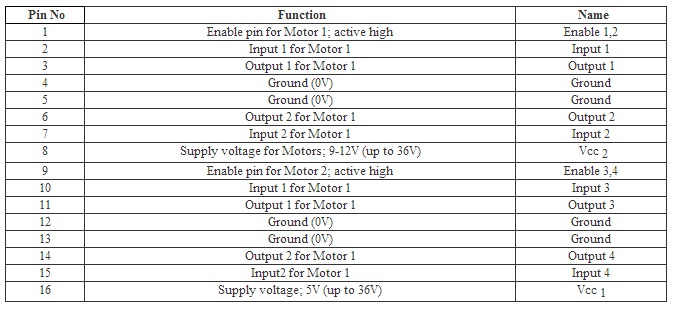 Pin No Function Name
1 Enable pin for Motor 1; active high Enable 1,2
2 Input 1 for Motor 1 Input 1
3 Output 1 for Motor 1 Output 1
4 Ground (0V) Ground
5 Ground (0V) Ground
6 Output 2 for Motor 1 Output 2
7 Input 2 for Motor 1 Input 2
8 Supply voltage for Motors; 9-12V (up to 36V) Vcc 2
9 Enable pin for Motor 2; active high Enable 3,4
10 Input 1 for Motor 1 Input 3
11 Output 1 for Motor 1 Output 3
12 Ground (0V) Ground
13 Ground (0V) Ground
14 Output 2 for Motor 1 Output 4
15 Input2 for Motor 1 Input 4
16 Supply voltage; 5V (up to 36V) Vcc 1